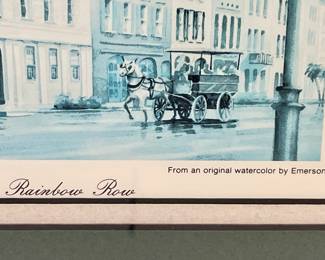 From an original watercolor by Emerson
Rainbow Row